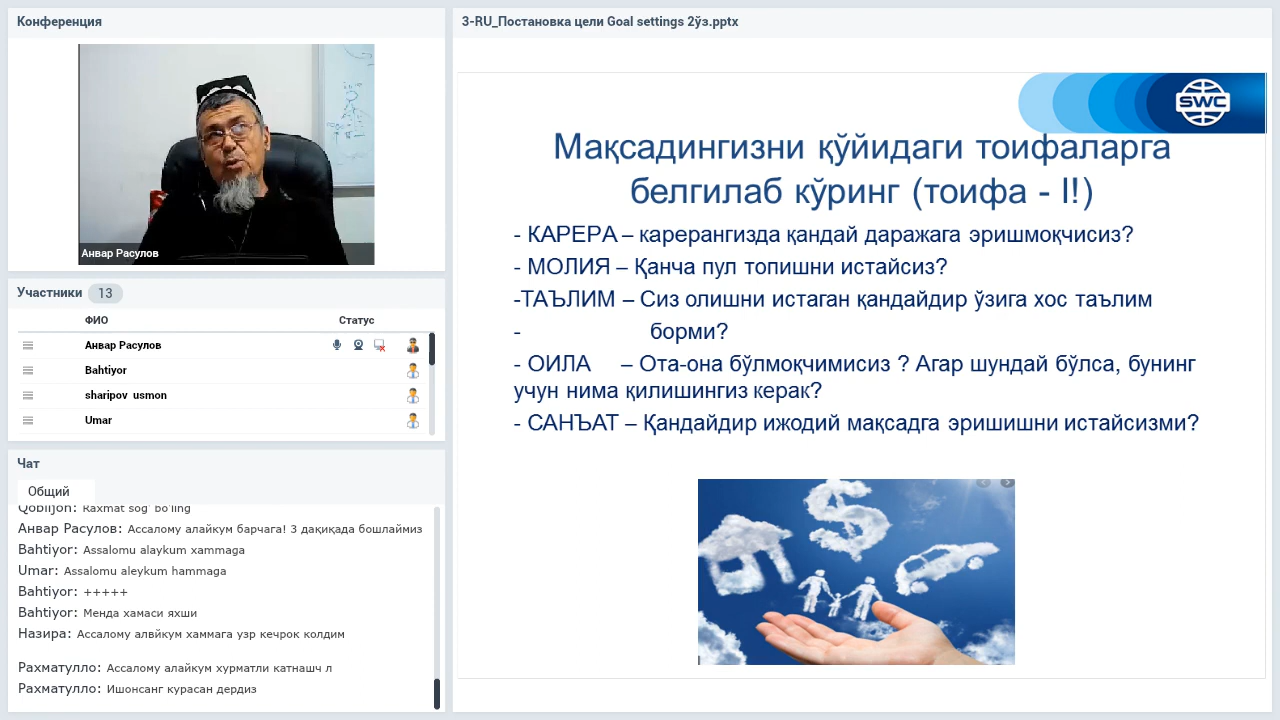 Конференция
Анвар Расулов
Участники 13
ФИО Статус
Анвар Расулов
Bahtiyor
sharipov usmon
Umar
Чат
Общий
Qobiljon: Raxmat sog' bo'ling
Анвар Расулов: Ассалому алайкум барчага! 3 дақиқада бошлаймиз
Bahtiyor: Assalomu alaykum xammaga
Umar: Assalomu aleykum hammaga
Bahtiyor: +++++
Bahtiyor: Менда хамаси яхши
Назира: Ассалому алвйкум хаммага узр кечрок колдим
Рахматулло: Ассалому алайкум хурматли катнашч л
Рахматулло: Ишонсанг курасан дердиз
3-RU_Постановка цели Goal settings 2ўз.pptx
SWC
Мақсадингизни қўйидаги тоифаларга
белгилаб кўринг (тоифа - I!)
- КАРЕРА – карерангизда қандай даражага эришмоқчисиз?
- МОЛИЯ – Қанча пул топишни истайсиз?
-ТАЪЛИМ – Сиз олишни истаган қандайдир ўзига хос таълим
- борми?
- ОИЛА – Ота-она бўлмоқчимисиз ? Агар шундай бўлса, бунинг
учун нима қилишингиз керак?
- САНЪАТ – Қандайдир ижодий мақсадга эришишни истайсизми?